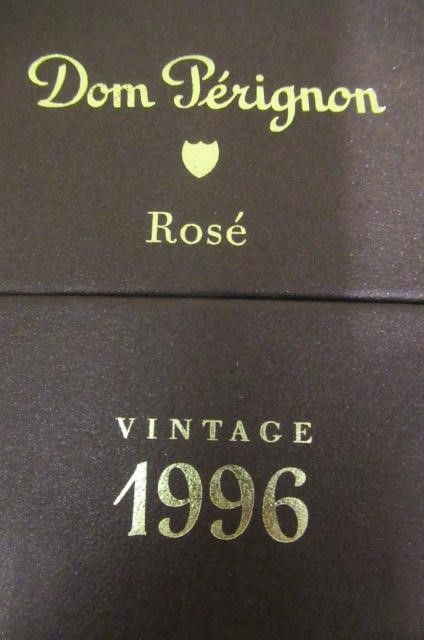 Dom Pérignon
Rosé
VINTAGE
1996